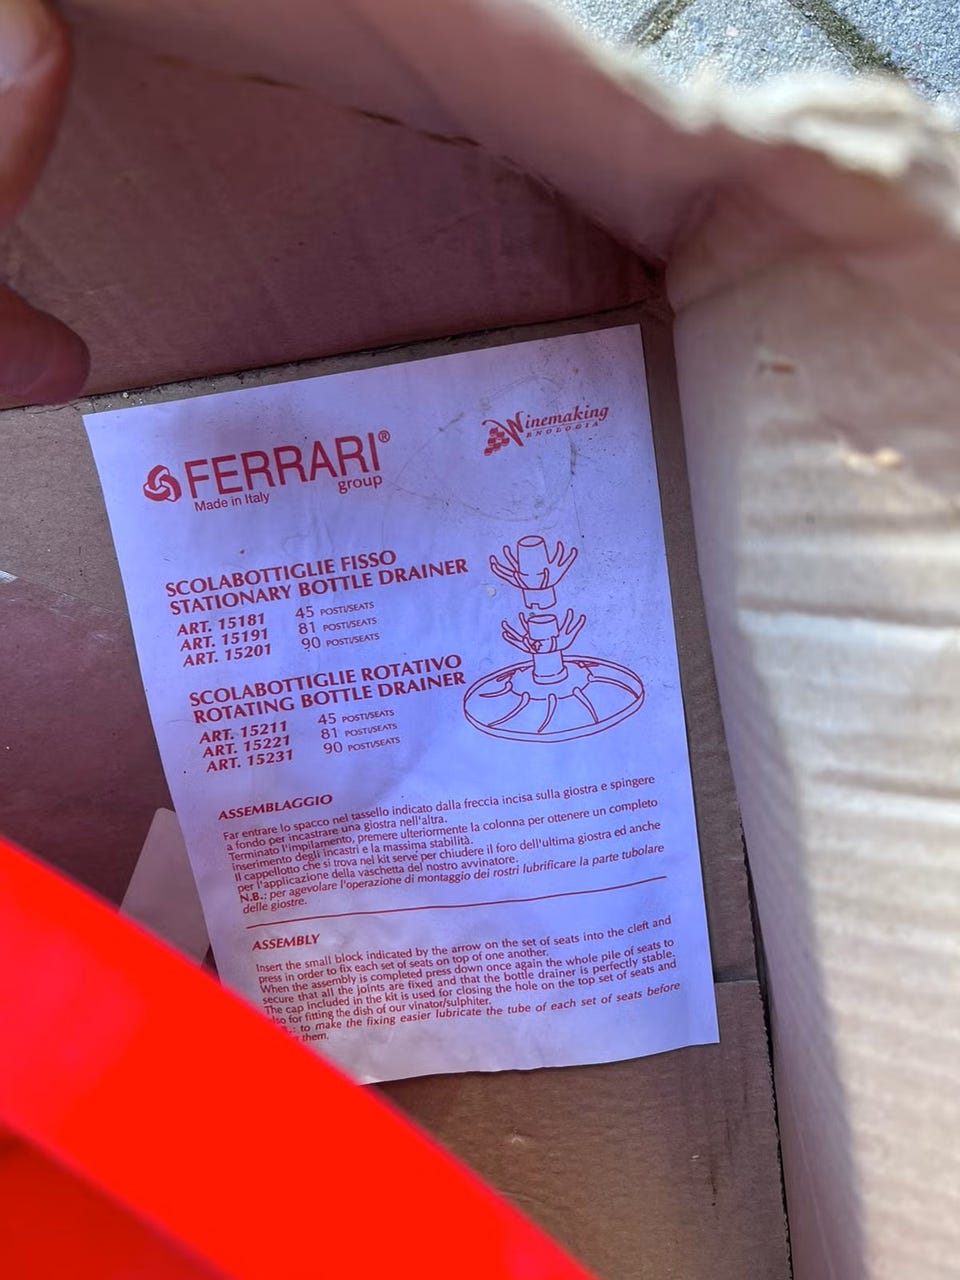 FERRARI®
group
Made in Italy
Winemaking
ENOLOGIA
SCOLABOTTIGLIE FISSO
STATIONARY BOTTLE DRAINER
ART. 15181 45 POSTI/SEATS
ART. 15191 81 POSTI/SEATS
ART. 15201 90 POSTI/SEATS
SCOLABOTTIGLIE ROTATIVO
ROTATING BOTTLE DRAINER
ART. 15211 45 POSTI/SEATS
ART. 15221 81 POSTI/SEATS
ART. 15231 90 POSTI/SEATS
ASSEMBLAGGIO
Far entrare lo spacco nel tassello indicato dalla freccia incisa sulla giostra e spingere
a fondo per incastrare una giostra nell'altra.
Terminato l'impilamento, premere ulteriormente la colonna per ottenere un completo
inserimento degli incastri e la massima stabilità.
Il cappellotto che si trova nel kit serve per chiudere il foro dell'ultima giostra ed anche
per l'applicazione della vaschetta del nostro avvinatore.
N.B.: per agevolare l'operazione di montaggio dei rostri lubrificare la parte tubolare
delle giostre.
ASSEMBLY
Insert the small block indicated by the arrow on the set of seats into the cleft and
press in order to fix each set of seats on top of one another.
When the assembly is completed press down once again the whole pile of seats to
secure that all the joints are fixed and that the bottle drainer is perfectly stable.
The cap included in the kit is used for closing the hole on the top set of seats and
for fitting the dish of our vinator/sulphiter.
to make the fixing easier lubricate the tube of each set of seats before
them.